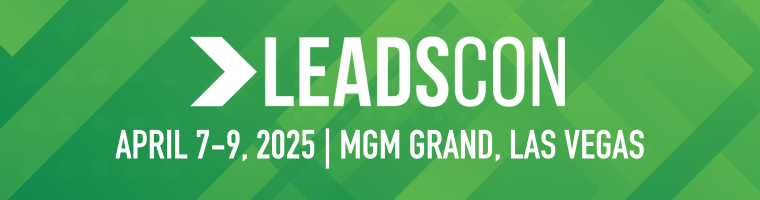 LEADSCON
APRIL 7-9, 2025 | MGM GRAND, LAS VEGAS